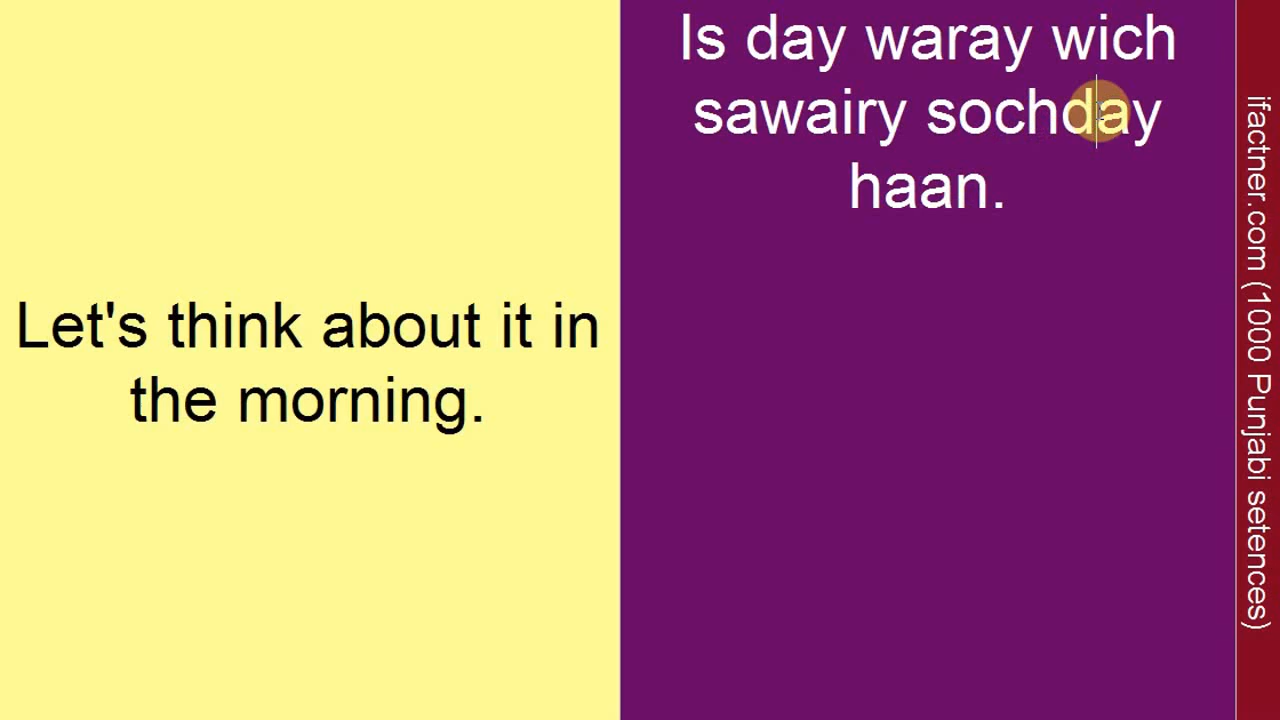 Let's think about it in
the morning.
Is day waray wich
sawairy sochday
haan.
ifactner.com (1000 Punjabi setences)